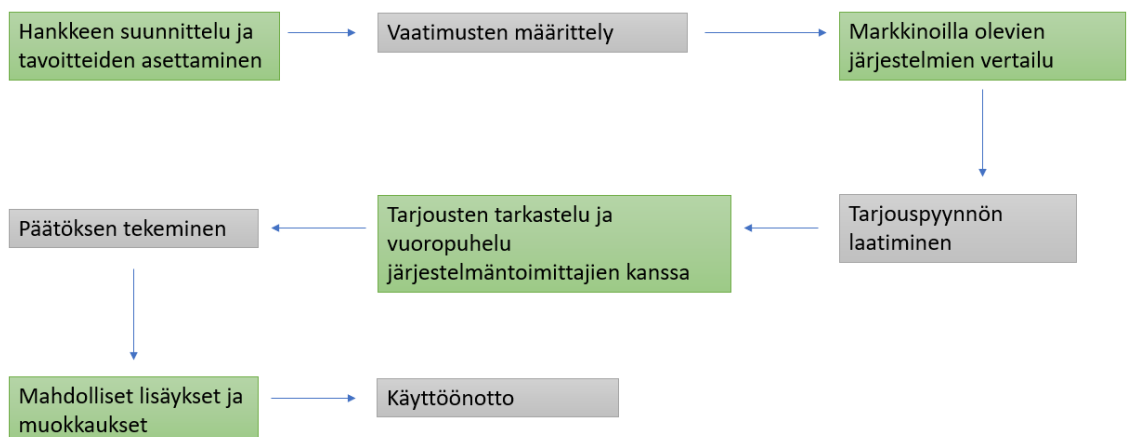 Hankkeen suunnittelu ja
tavoitteiden asettaminen
Vaatimusten määrittely
Markkinoilla olevien
järjestelmien vertailu
Tarjouspyynnön
laatiminen
Tarjousten tarkastelu ja
vuoropuhelu
järjestelmäntoimittajien kanssa
Päätöksen tekeminen
Mahdolliset lisäykset ja
muokkaukset
Käyttöönotto